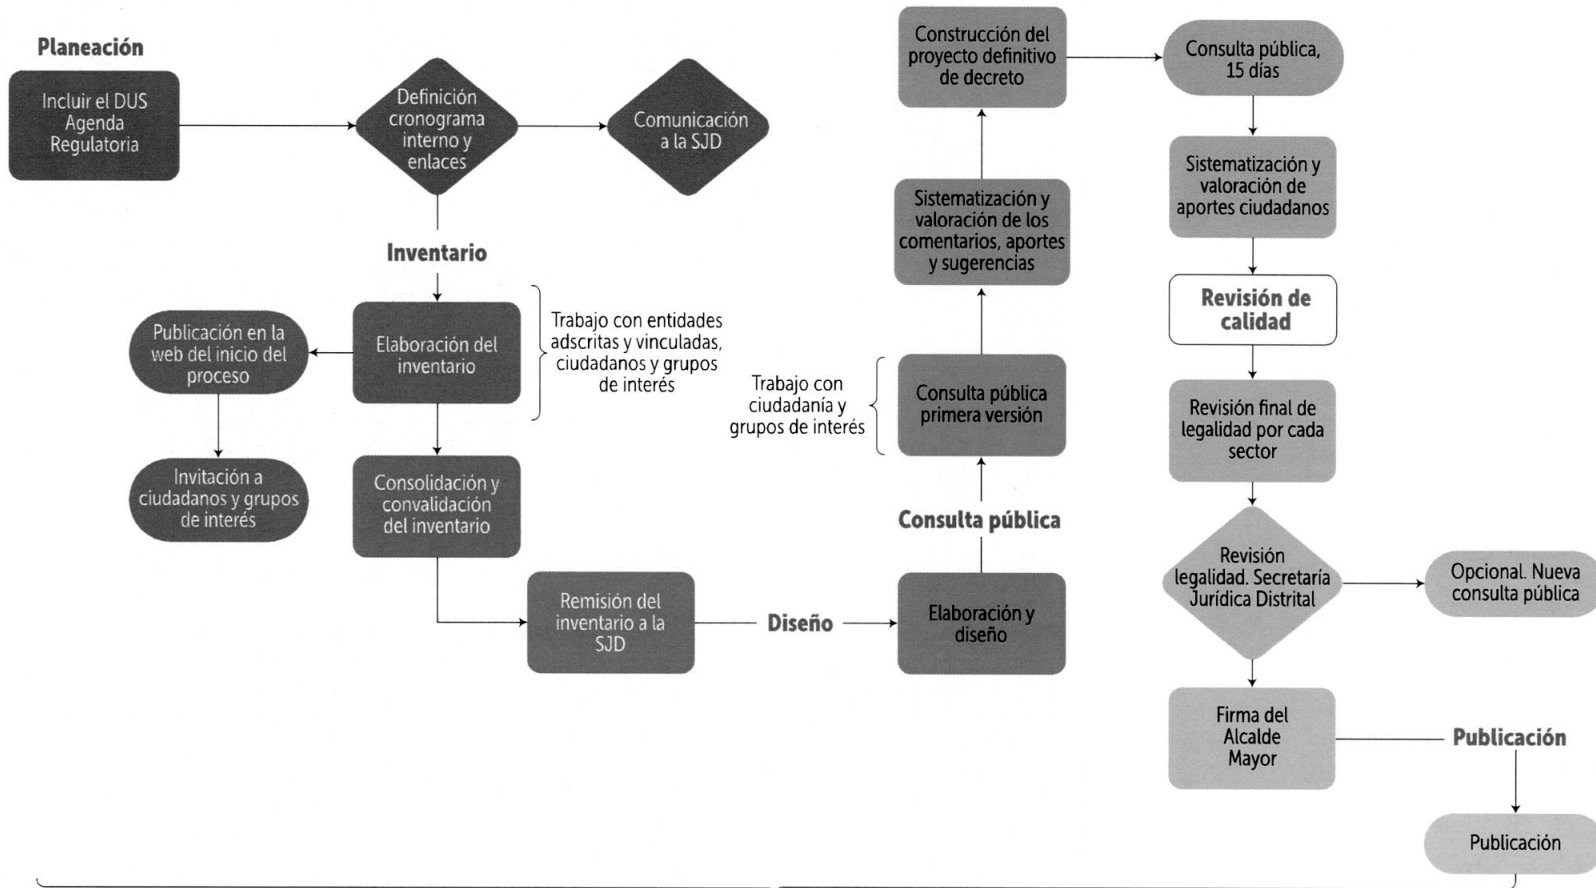 Planeación
Incluir el DUS
Agenda
Regulatoria
Definición
cronograma
interno y
enlaces
Comunicación
a la SJD
Inventario
Publicación en la
web del inicio del
proceso
Elaboración del
inventario
Trabajo con entidades
adscritas y vinculadas,
ciudadanos y grupos
de interés
Invitación a
ciudadanos y grupos
de interés
Consolidación y
convalidación
del inventario
Remisión del
inventario a la
SJD
Diseño
Elaboración y
diseño
Consulta pública
Trabajo con
ciudadanía y
grupos de interés
Consulta pública
primera versión
Sistematización y
valoración de los
comentarios, aportes
y sugerencias
Construcción del
proyecto definitivo
de decreto
Consulta pública,
15 días
Sistematización y
valoración de
aportes ciudadanos
Revisión de
calidad
Revisión final de
legalidad por cada
sector
Revisión
legalidad. Secretaría
Jurídica Distrital
Opcional. Nueva
consulta pública
Firma del
Alcalde
Mayor
Publicación
Publicación